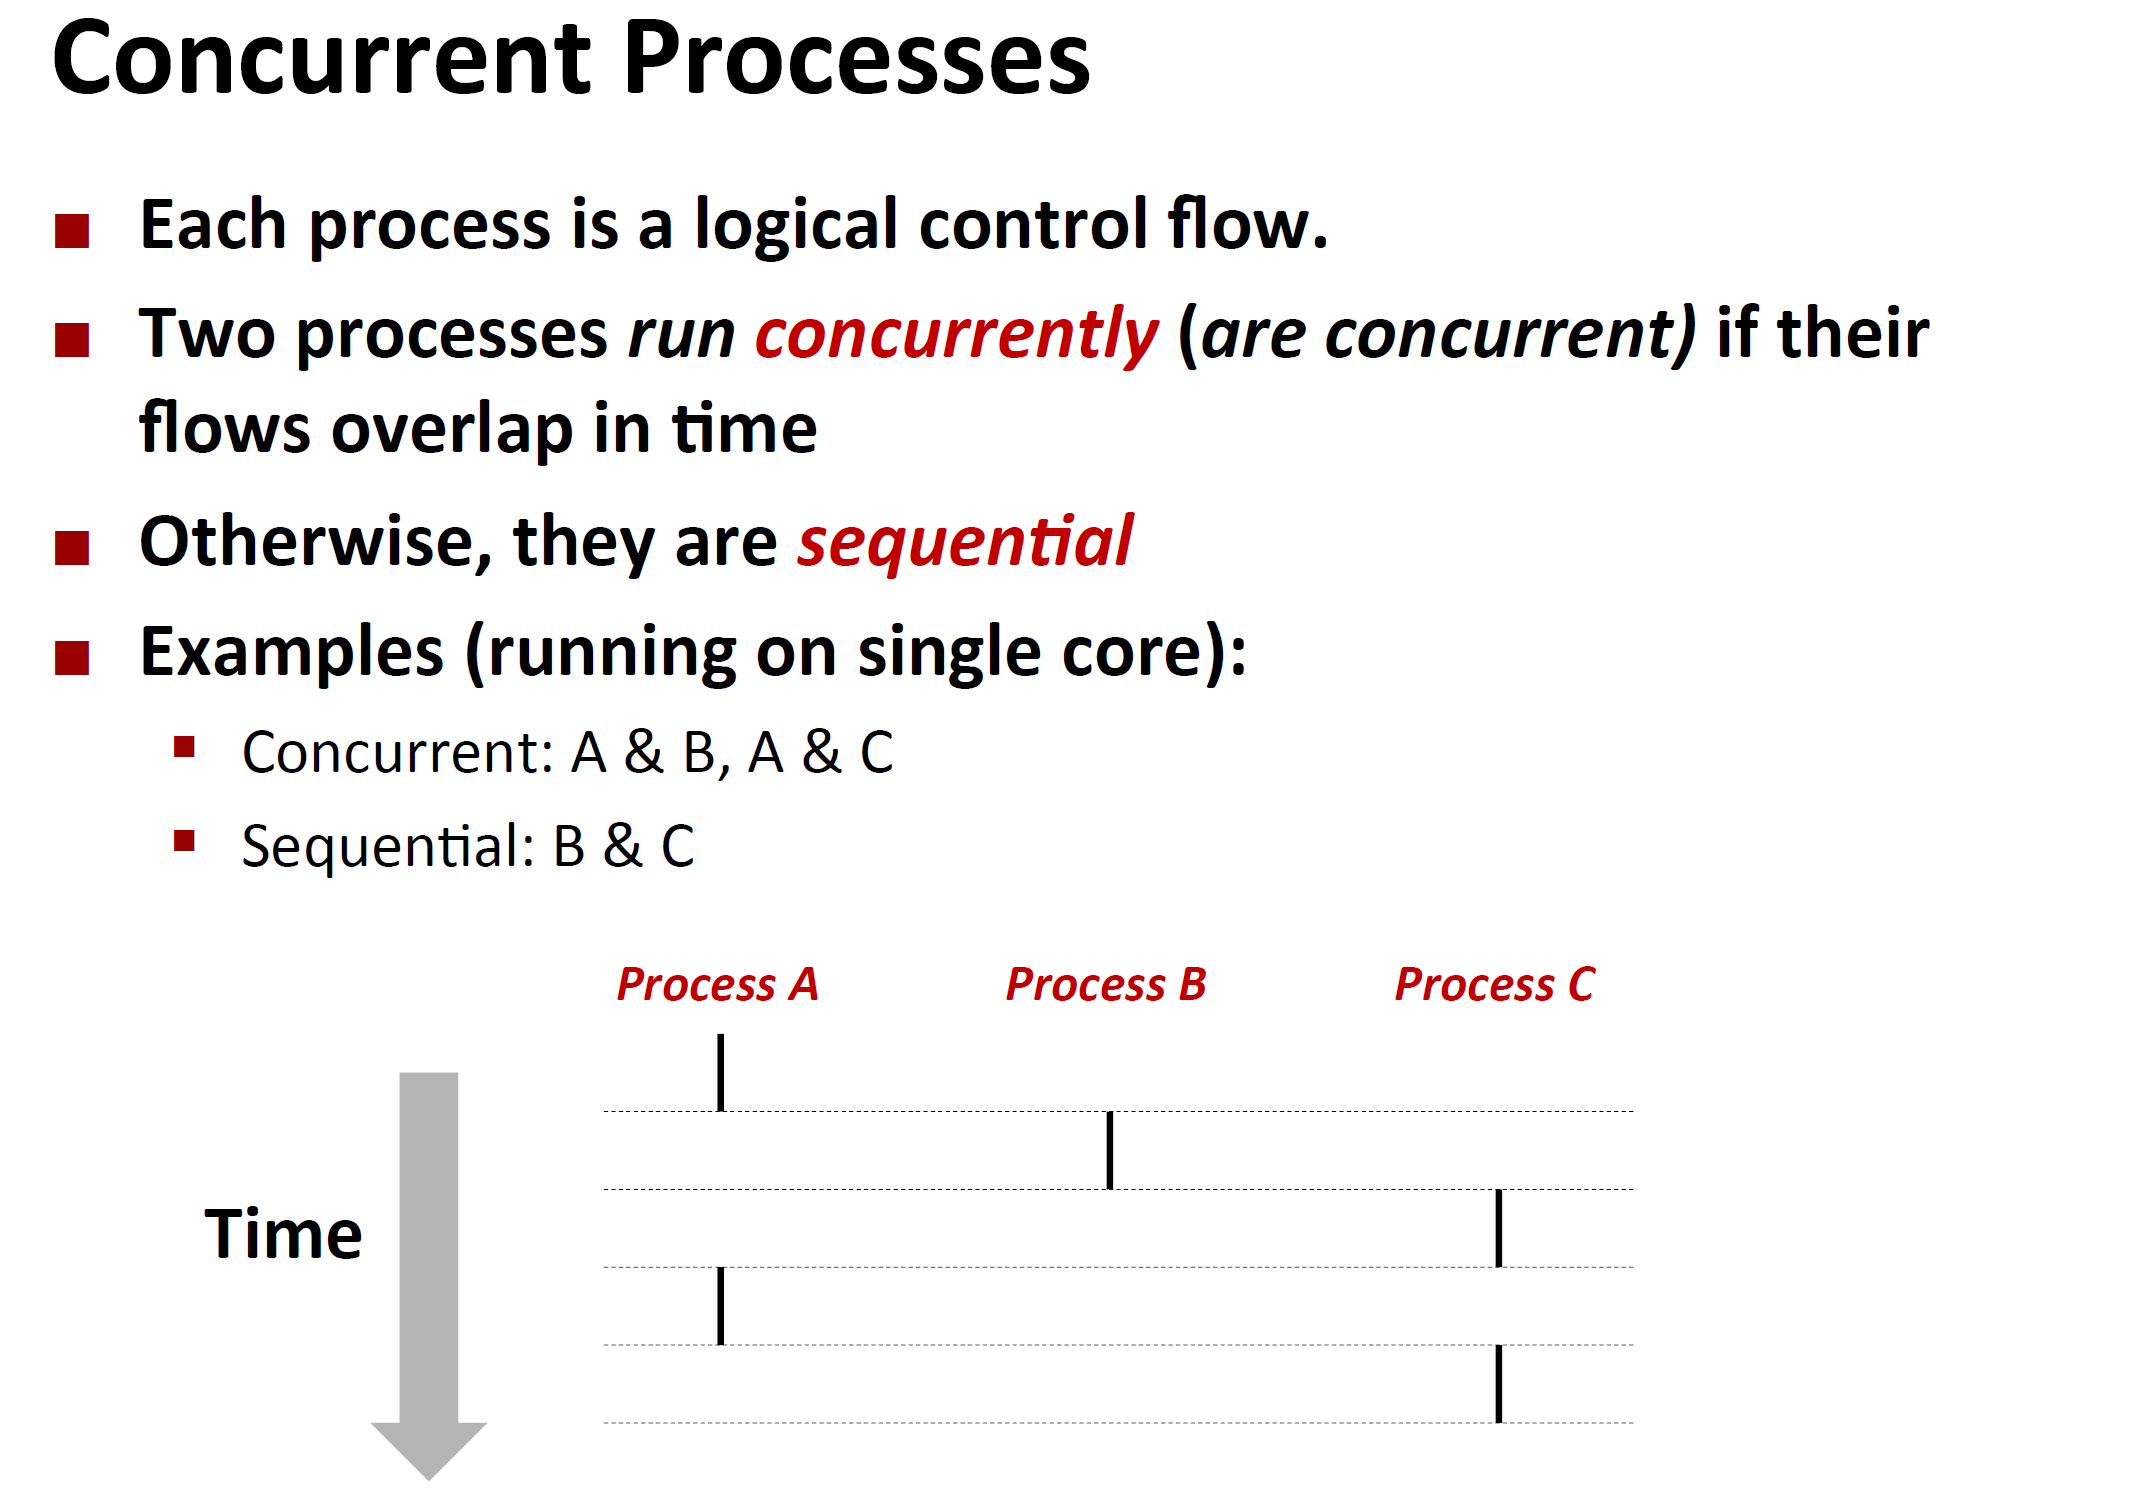 Concurrent Processes
Each process is a logical control flow.
Two processes run concurrently (are concurrent) if their
flows overlap in time
Otherwise, they are sequential
Examples (running on single core):
Concurrent: A & B, A & C
Sequential: B & C
Process A Process B Process C
Time